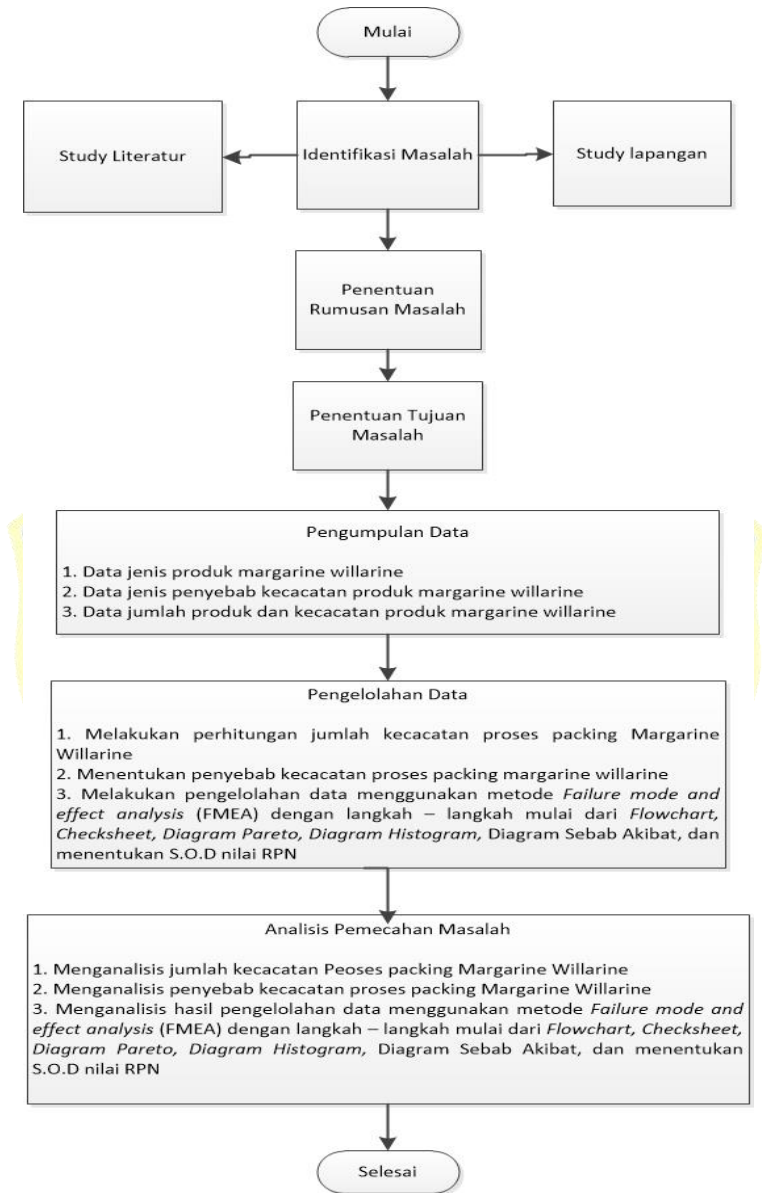 Mulai
Study Literatur
Identifikasi Masalah
Study lapangan
Penentuan
Rumusan Masalah
Penentuan Tujuan
Masalah
Pengumpulan Data
1. Data jenis produk margarine willarine
2. Data jenis penyebab kecacatan produk margarine willarine
3. Data jumlah produk dan kecacatan produk margarine willarine
Pengelolahan Data
1. Melakukan perhitungan jumlah kecacatan proses packing Margarine
Willarine
2. Menentukan penyebab kecacatan proses packing margarine willarine
3. Melakukan pengelolahan data menggunakan metode Failure mode and
effect analysis (FMEA) dengan langkah – langkah mulai dari Flowchart,
Checksheet, Diagram Pareto, Diagram Histogram, Diagram Sebab Akibat, dan
menentukan S.O.D nilai RPN
Analisis Pemecahan Masalah
1. Menganalisis jumlah kecacatan Peoses packing Margarine Willarine
2. Menganalisis penyebab kecacatan proses packing Margarine Willarine
3. Menganalisis hasil pengelolahan data menggunakan metode Failure mode and
effect analysis (FMEA) dengan langkah – langkah mulai dari Flowchart, Checksheet,
Diagram Pareto, Diagram Histogram, Diagram Sebab Akibat, dan menentukan
S.O.D nilai RPN
Selesai